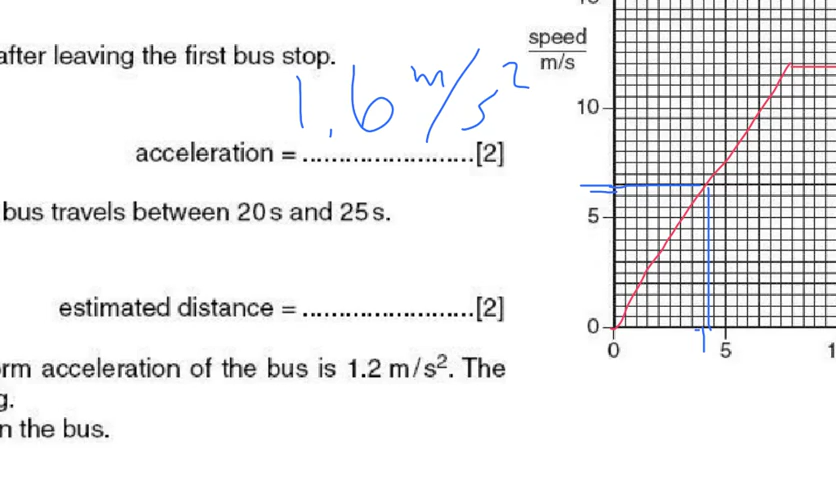 after leaving the first bus stop.
1.6 m/s²
acceleration = ........................[2]
bus travels between 20 s and 25 s.
estimated distance = ........................[2]
rm acceleration of the bus is 1.2 m/s². The
g.
n the bus.
speed
m/s
10
5
0
0
5